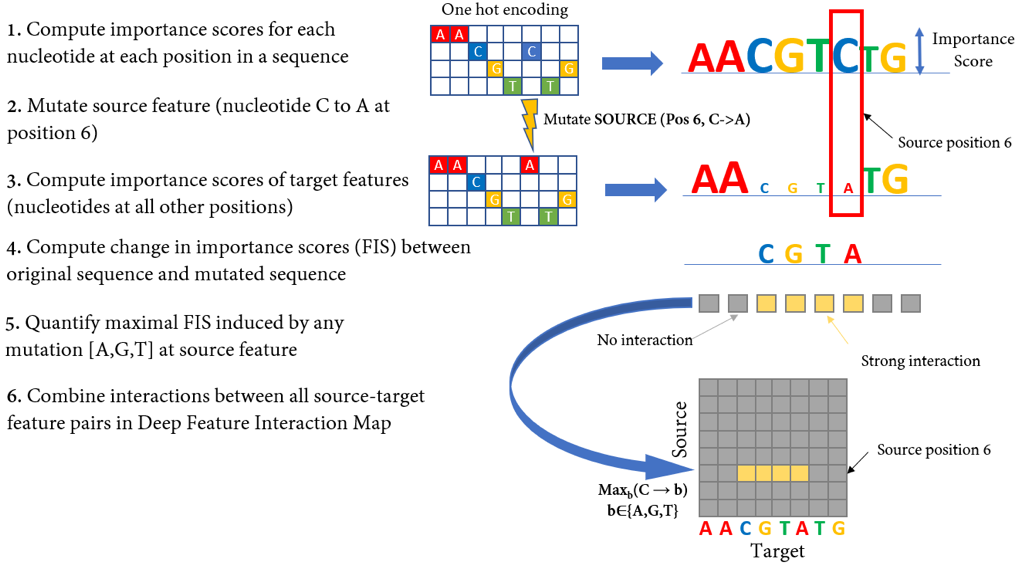 1. Compute importance scores for each
nucleotide at each position in a sequence
2. Mutate source feature (nucleotide C to A at
position 6)
3. Compute importance scores of target features
(nucleotides at all other positions)
4. Compute change in importance scores (FIS) between
original sequence and mutated sequence
5. Quantify maximal FIS induced by any
mutation [A,G,T] at source feature
6. Combine interactions between all source-target
feature pairs in Deep Feature Interaction Map
One hot encoding
A A
C C
G G
T T
Mutate SOURCE (Pos 6, C->A)
A A A
C
G G
T T
AACGTCTG
Importance
Score
Source position 6
AACGTATG
CGTA
No interaction
Strong interaction
Source
Source position 6
Maxb(C → b)
b∈{A,G,T}
A A C G T A T G
Target